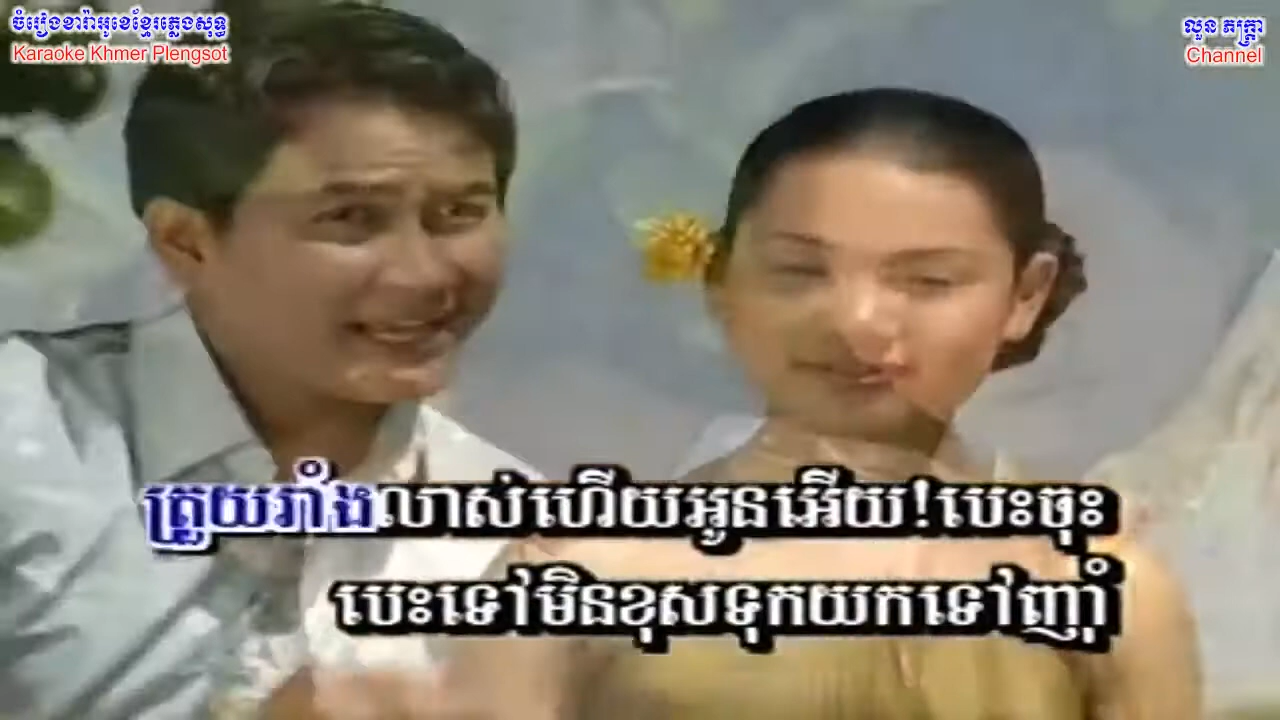 ចំរៀងខារ៉ាអូខេខ្មែរភ្លេងសុទ្ធ
Karaoke Khmer Plengsot
លួន ភក្ត្រា
Channel
ត្រួយរាំងលាស់ហើយអូនអើយ!បេះចុះ
បេះទៅមិនខុសទុកយកទៅញ៉ាំ